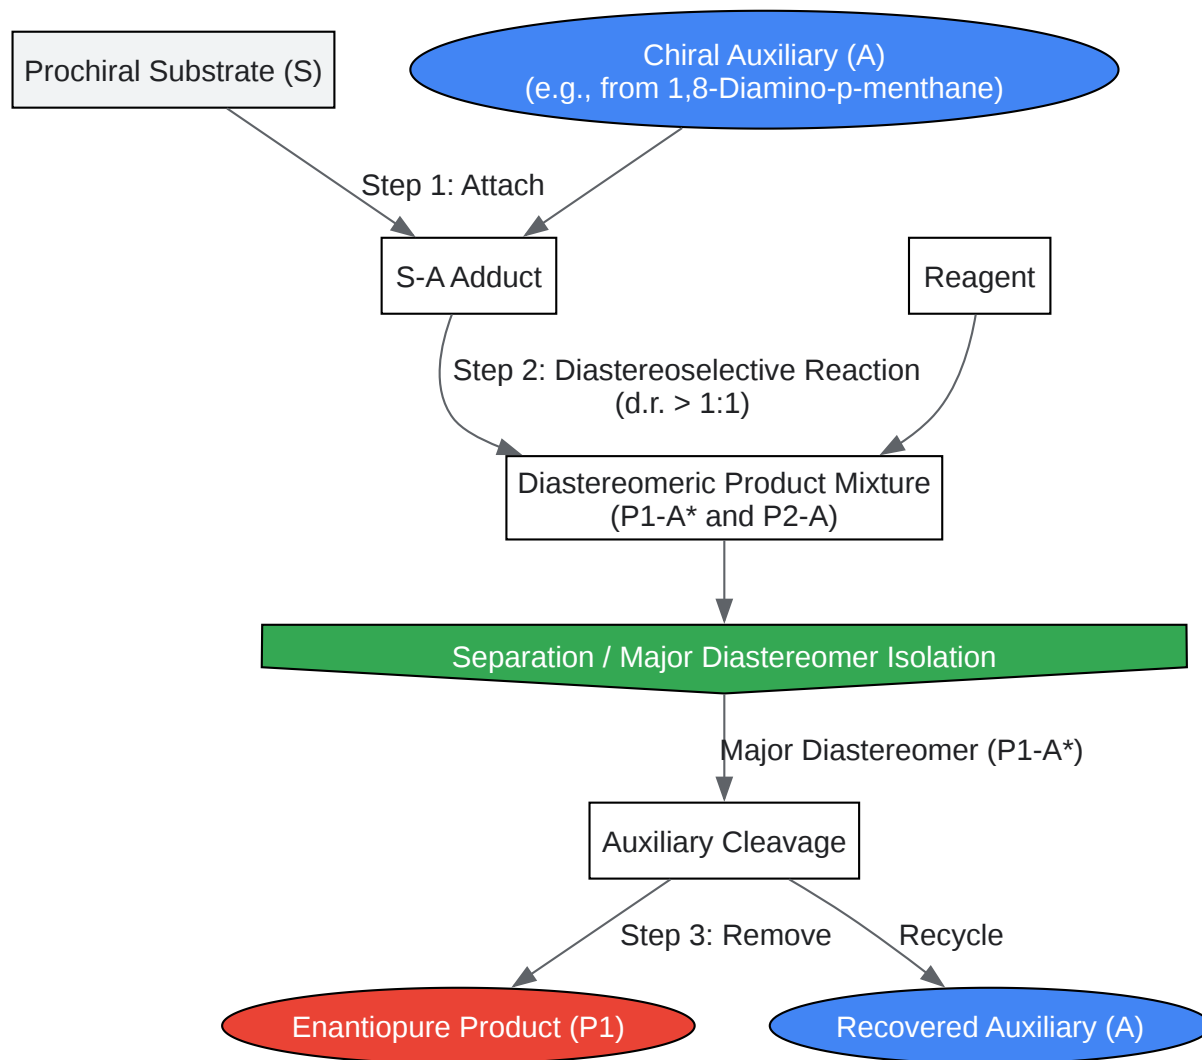 Prochiral Substrate (S)
Chiral Auxiliary (A)
(e.g., from 1,8-Diamino-p-menthane)
Step 1: Attach
S-A Adduct
Reagent
Step 2: Diastereoselective Reaction
(d.r. > 1:1)
Diastereomeric Product Mixture
(P1-A* and P2-A)
Separation / Major Diastereomer Isolation
Major Diastereomer (P1-A*)
Auxiliary Cleavage
Step 3: Remove
Recycle
Enantiopure Product (P1)
Recovered Auxiliary (A)